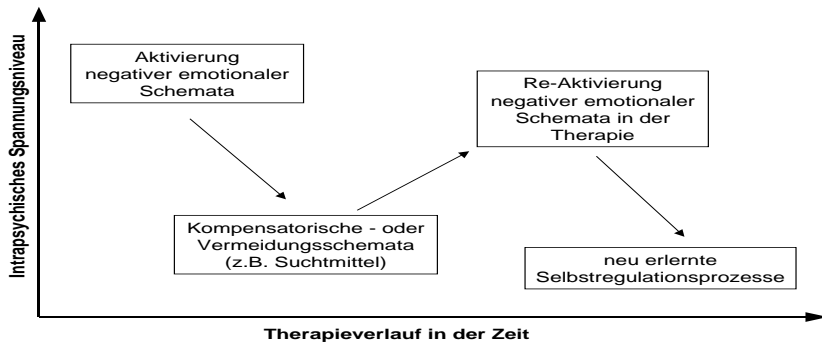 Intrapsychisches Spannungsniveau
Aktivierung
negativer emotionaler
Schemata
Re-Aktivierung
negativer emotionaler
Schemata in der
Therapie
Kompensatorische - oder
Vermeidungsschemata
(z.B. Suchtmittel)
neu erlernte
Selbstregulationsprozesse
Therapieverlauf in der Zeit